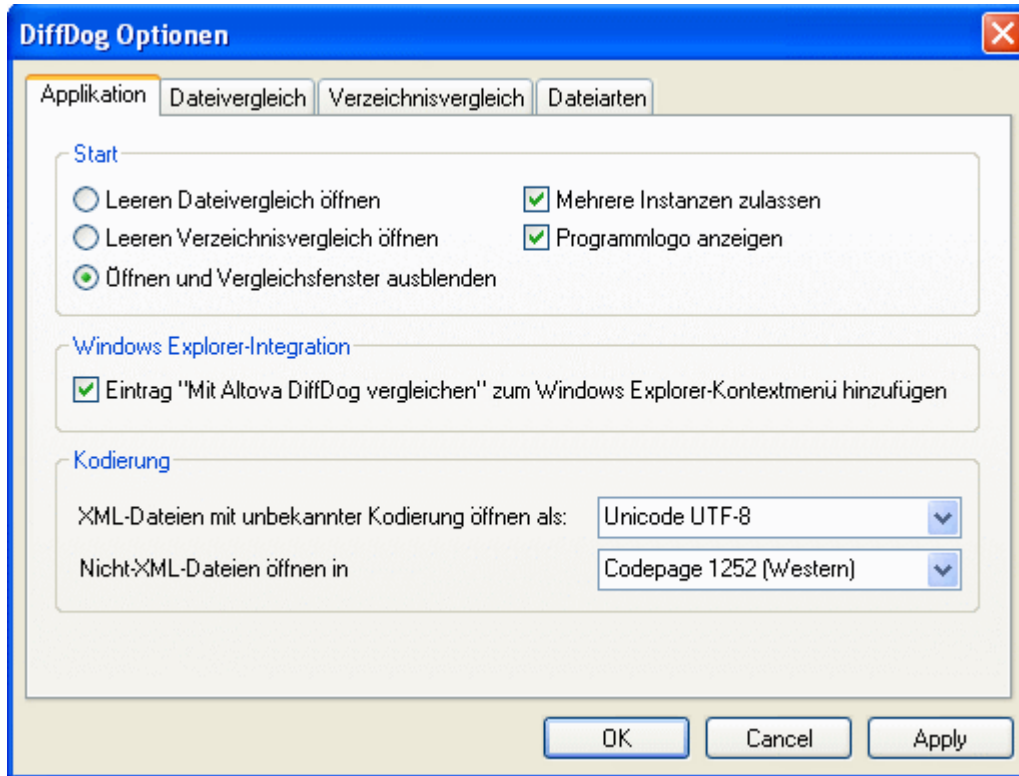 DiffDog Optionen
Applikation Dateivergleich Verzeichnisvergleich Dateiarten
Start
Leeren Dateivergleich öffnen
Mehrere Instanzen zulassen
Leeren Verzeichnisvergleich öffnen
Programmlogo anzeigen
Öffnen und Vergleichsfenster ausblenden
Windows Explorer-Integration
Eintrag "Mit Altova DiffDog vergleichen" zum Windows Explorer-Kontextmenü hinzufügen
Kodierung
XML-Dateien mit unbekannter Kodierung öffnen als:
Unicode UTF-8
Nicht-XML-Dateien öffnen in
Codepage 1252 (Western)
OK Cancel Apply